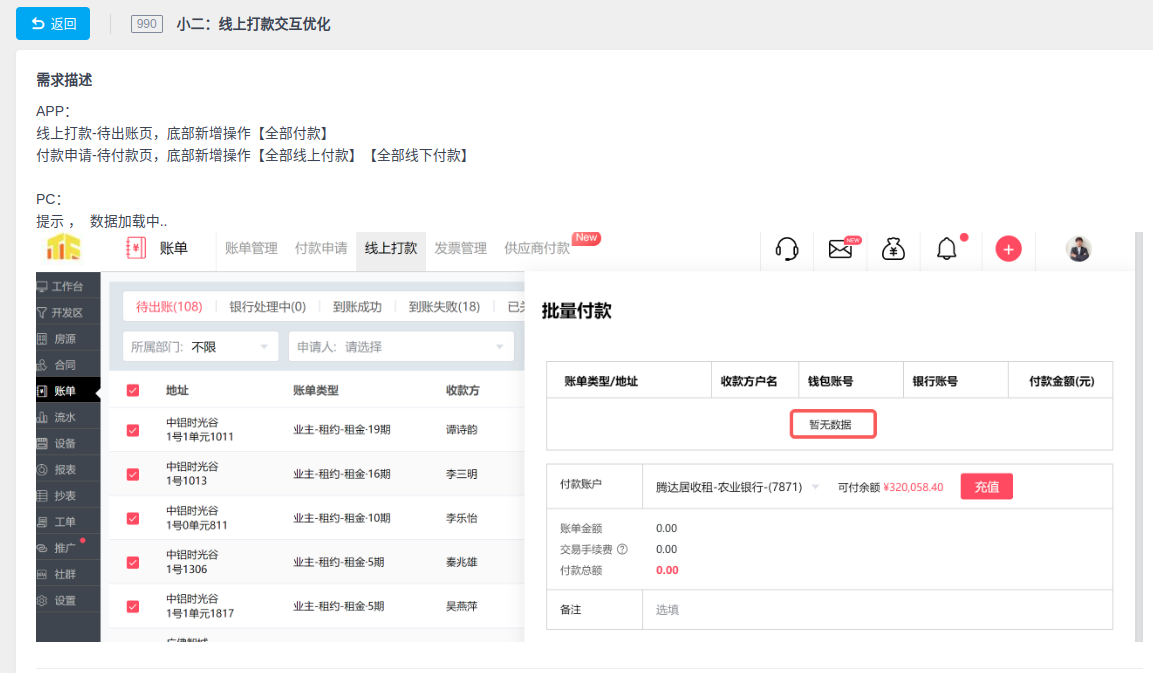 返回
990
小二：线上打款交互优化
需求描述
APP：
线上打款-待出账页，底部新增操作【全部付款】
付款申请-待付款页，底部新增操作【全部线上付款】【全部线下付款】
PC：
提示 ， 数据加载中..
账单
账单管理 付款申请 线上打款 发票管理 供应商付款 New
NEW
工作台
开发区
房源
合同
账单
流水
设备
报表
抄表
工单
推广
社群
设置
待出账(108) 银行处理中(0) 到账成功 到账失败(18)
所属部门: 不限 申请人: 请选择
地址 账单类型 收款方
中铝时光谷
1号1单元1011 业主-租约-租金-19期 谭诗韵
中铝时光谷
1号1013 业主-租约-租金-16期 李三明
中铝时光谷
1号0单元811 业主-租约-租金-10期 李乐怡
中铝时光谷
1号1306 业主-租约-租金-5期 秦兆雄
中铝时光谷
1号1单元1817 业主-租约-租金-5期 吴燕萍
批量付款
账单类型/地址 收款方户名 钱包账号 银行账号 付款金额(元)
暂无数据
付款账户 腾达居收租-农业银行-(7871) 可付余额 ¥320,058.40 充值
账单金额 0.00
交易手续费 0.00
付款总额 0.00
备注 选填